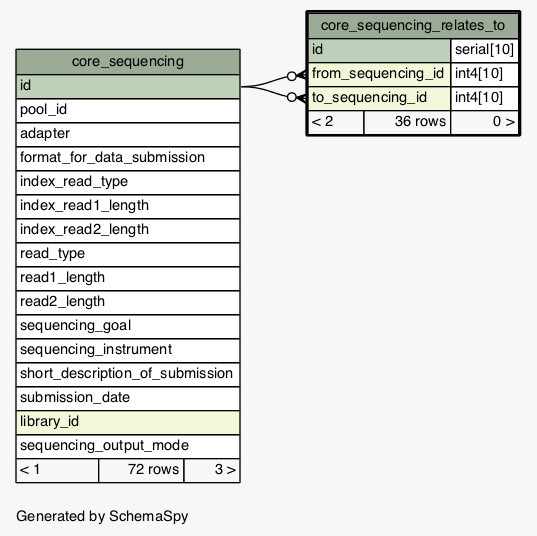 core_sequencing_relates_to
id serial[10]
from_sequencing_id int4[10]
to_sequencing_id int4[10]
< 2 36 rows 0 >
core_sequencing
id
pool_id
adapter
format_for_data_submission
index_read_type
index_read1_length
index_read2_length
read_type
read1_length
read2_length
sequencing_goal
sequencing_instrument
short_description_of_submission
submission_date
library_id
sequencing_output_mode
< 1 72 rows 3 >
Generated by SchemaSpy